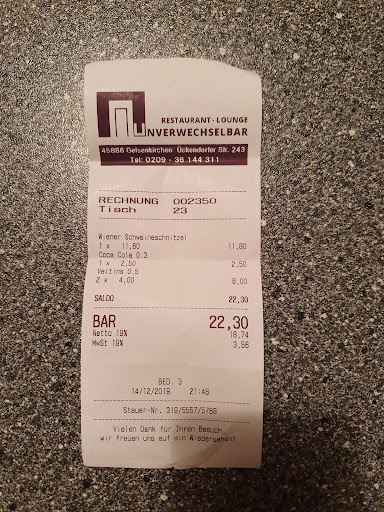 RESTAURANT · LOUNGE
UNVERWECHSELBAR
45886 Gelsenkirchen Ückendorfer Str. 243
Tel: 0209 - 36 144 311
RECHNUNG 002350
Tisch 23
Wiener Schweineschnitzel
1 x 11,80 11,80
Coca Cola 0.3
1 x 2,50 2,50
Veltins 0.5
2 x 4,00 8,00
SALDO 22,30
BAR 22,30
Netto 19% 18,74
MwSt 19% 3,56
BED. 3
14/12/2019 21:46
Steuer-Nr. 319/5557/5768
Vielen Dank für Ihren Besuch,
wir freuen uns auf ein Wiedersehen!